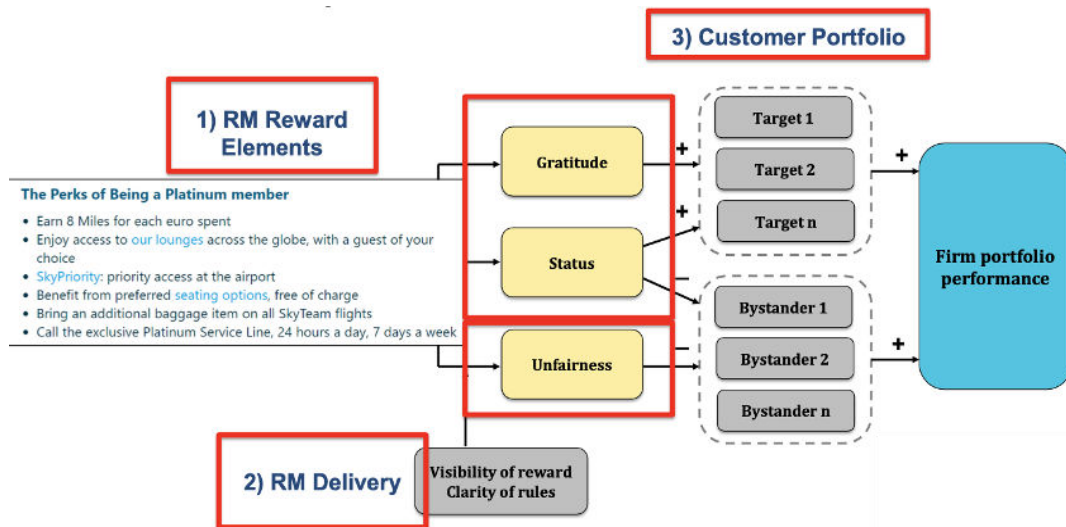 3) Customer Portfolio
1) RM Reward
Elements
The Perks of Being a Platinum member
• Earn 8 Miles for each euro spent
• Enjoy access to our lounges across the globe, with a guest of your
choice
• SkyPriority: priority access at the airport
• Benefit from preferred seating options, free of charge
• Bring an additional baggage item on all SkyTeam flights
• Call the exclusive Platinum Service Line, 24 hours a day, 7 days a week
Gratitude
+
Status
+
–
Unfairness
–
Target 1
Target 2
Target n
+
Bystander 1
Bystander 2
Bystander n
+
Firm portfolio
performance
2) RM Delivery
Visibility of reward
Clarity of rules